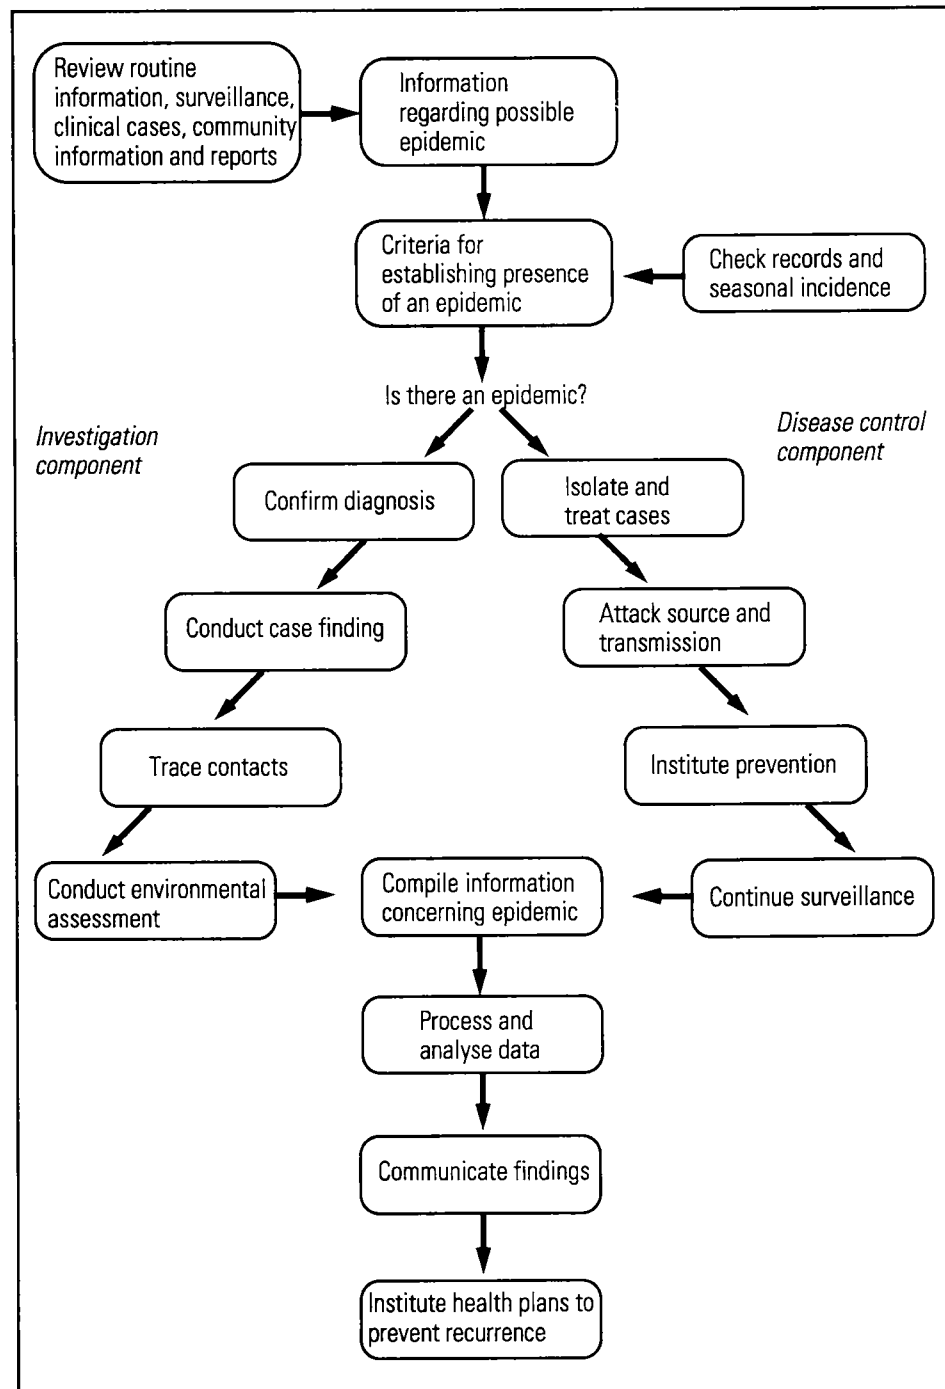 Review routine
information, surveillance,
clinical cases, community
information and reports
Information
regarding possible
epidemic
Criteria for
establishing presence
of an epidemic
Check records and
seasonal incidence
Is there an epidemic?
Investigation
component
Disease control
component
Confirm diagnosis
Isolate and
treat cases
Conduct case finding
Attack source and
transmission
Trace contacts
Institute prevention
Conduct environmental
assessment
Compile information
concerning epidemic
Continue surveillance
Process and
analyse data
Communicate findings
Institute health plans to
prevent recurrence